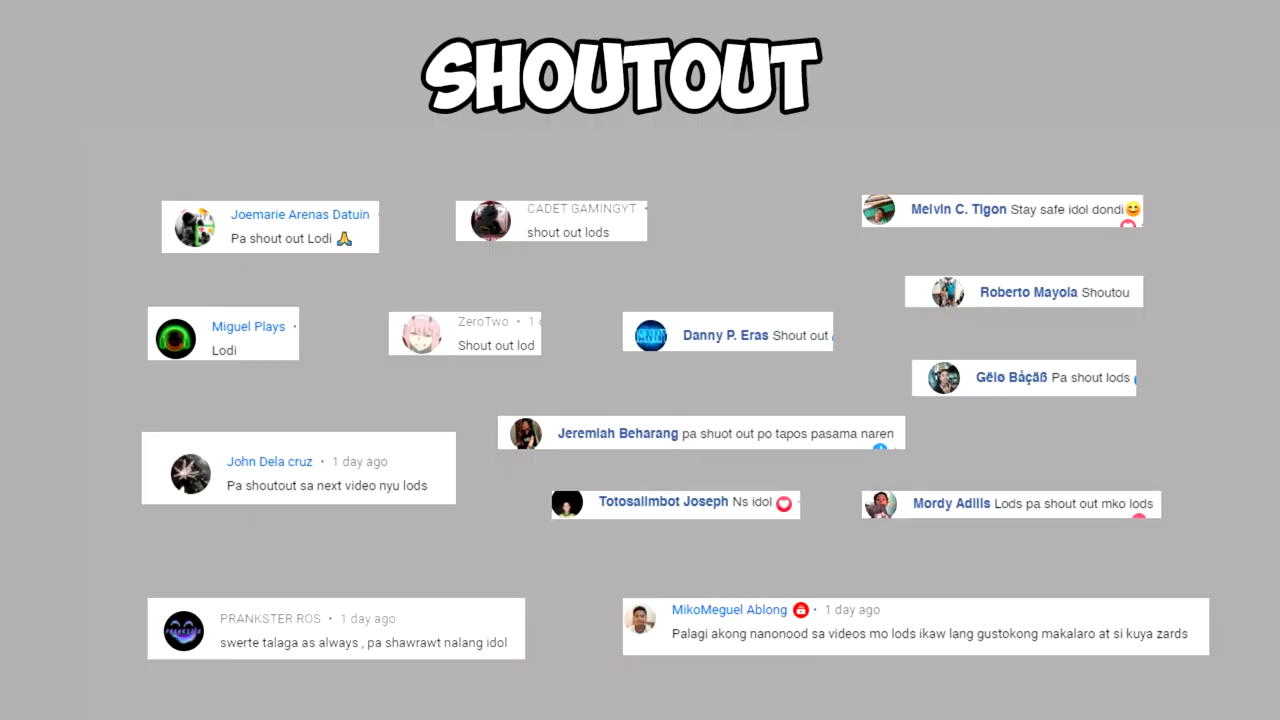 SHOUTOUT
Joemarie Arenas Datuin
Pa shout out Lodi 🙏
CADET GAMINGYT
shout out lods
Melvin C. Tigon Stay safe idol dondi😊
Roberto Mayola Shoutou
Miguel Plays •
Lodi
ZeroTwo • 1
Shout out lod
Danny P. Eras Shout out
Gëlø Båçãß Pa shout lods
Jeremiah Beharang pa shuot out po tapos pasama naren
John Dela cruz • 1 day ago
Pa shoutout sa next video nyu lods
Totosalimbot Joseph Ns idol
Mordy Adills Lods pa shout out mko lods
PRANKSTER ROS • 1 day ago
swerte talaga as always , pa shawrawt nalang idol
MikoMeguel Ablong • 1 day ago
Palagi akong nanonood sa videos mo lods ikaw lang gustokong makalaro at si kuya zards